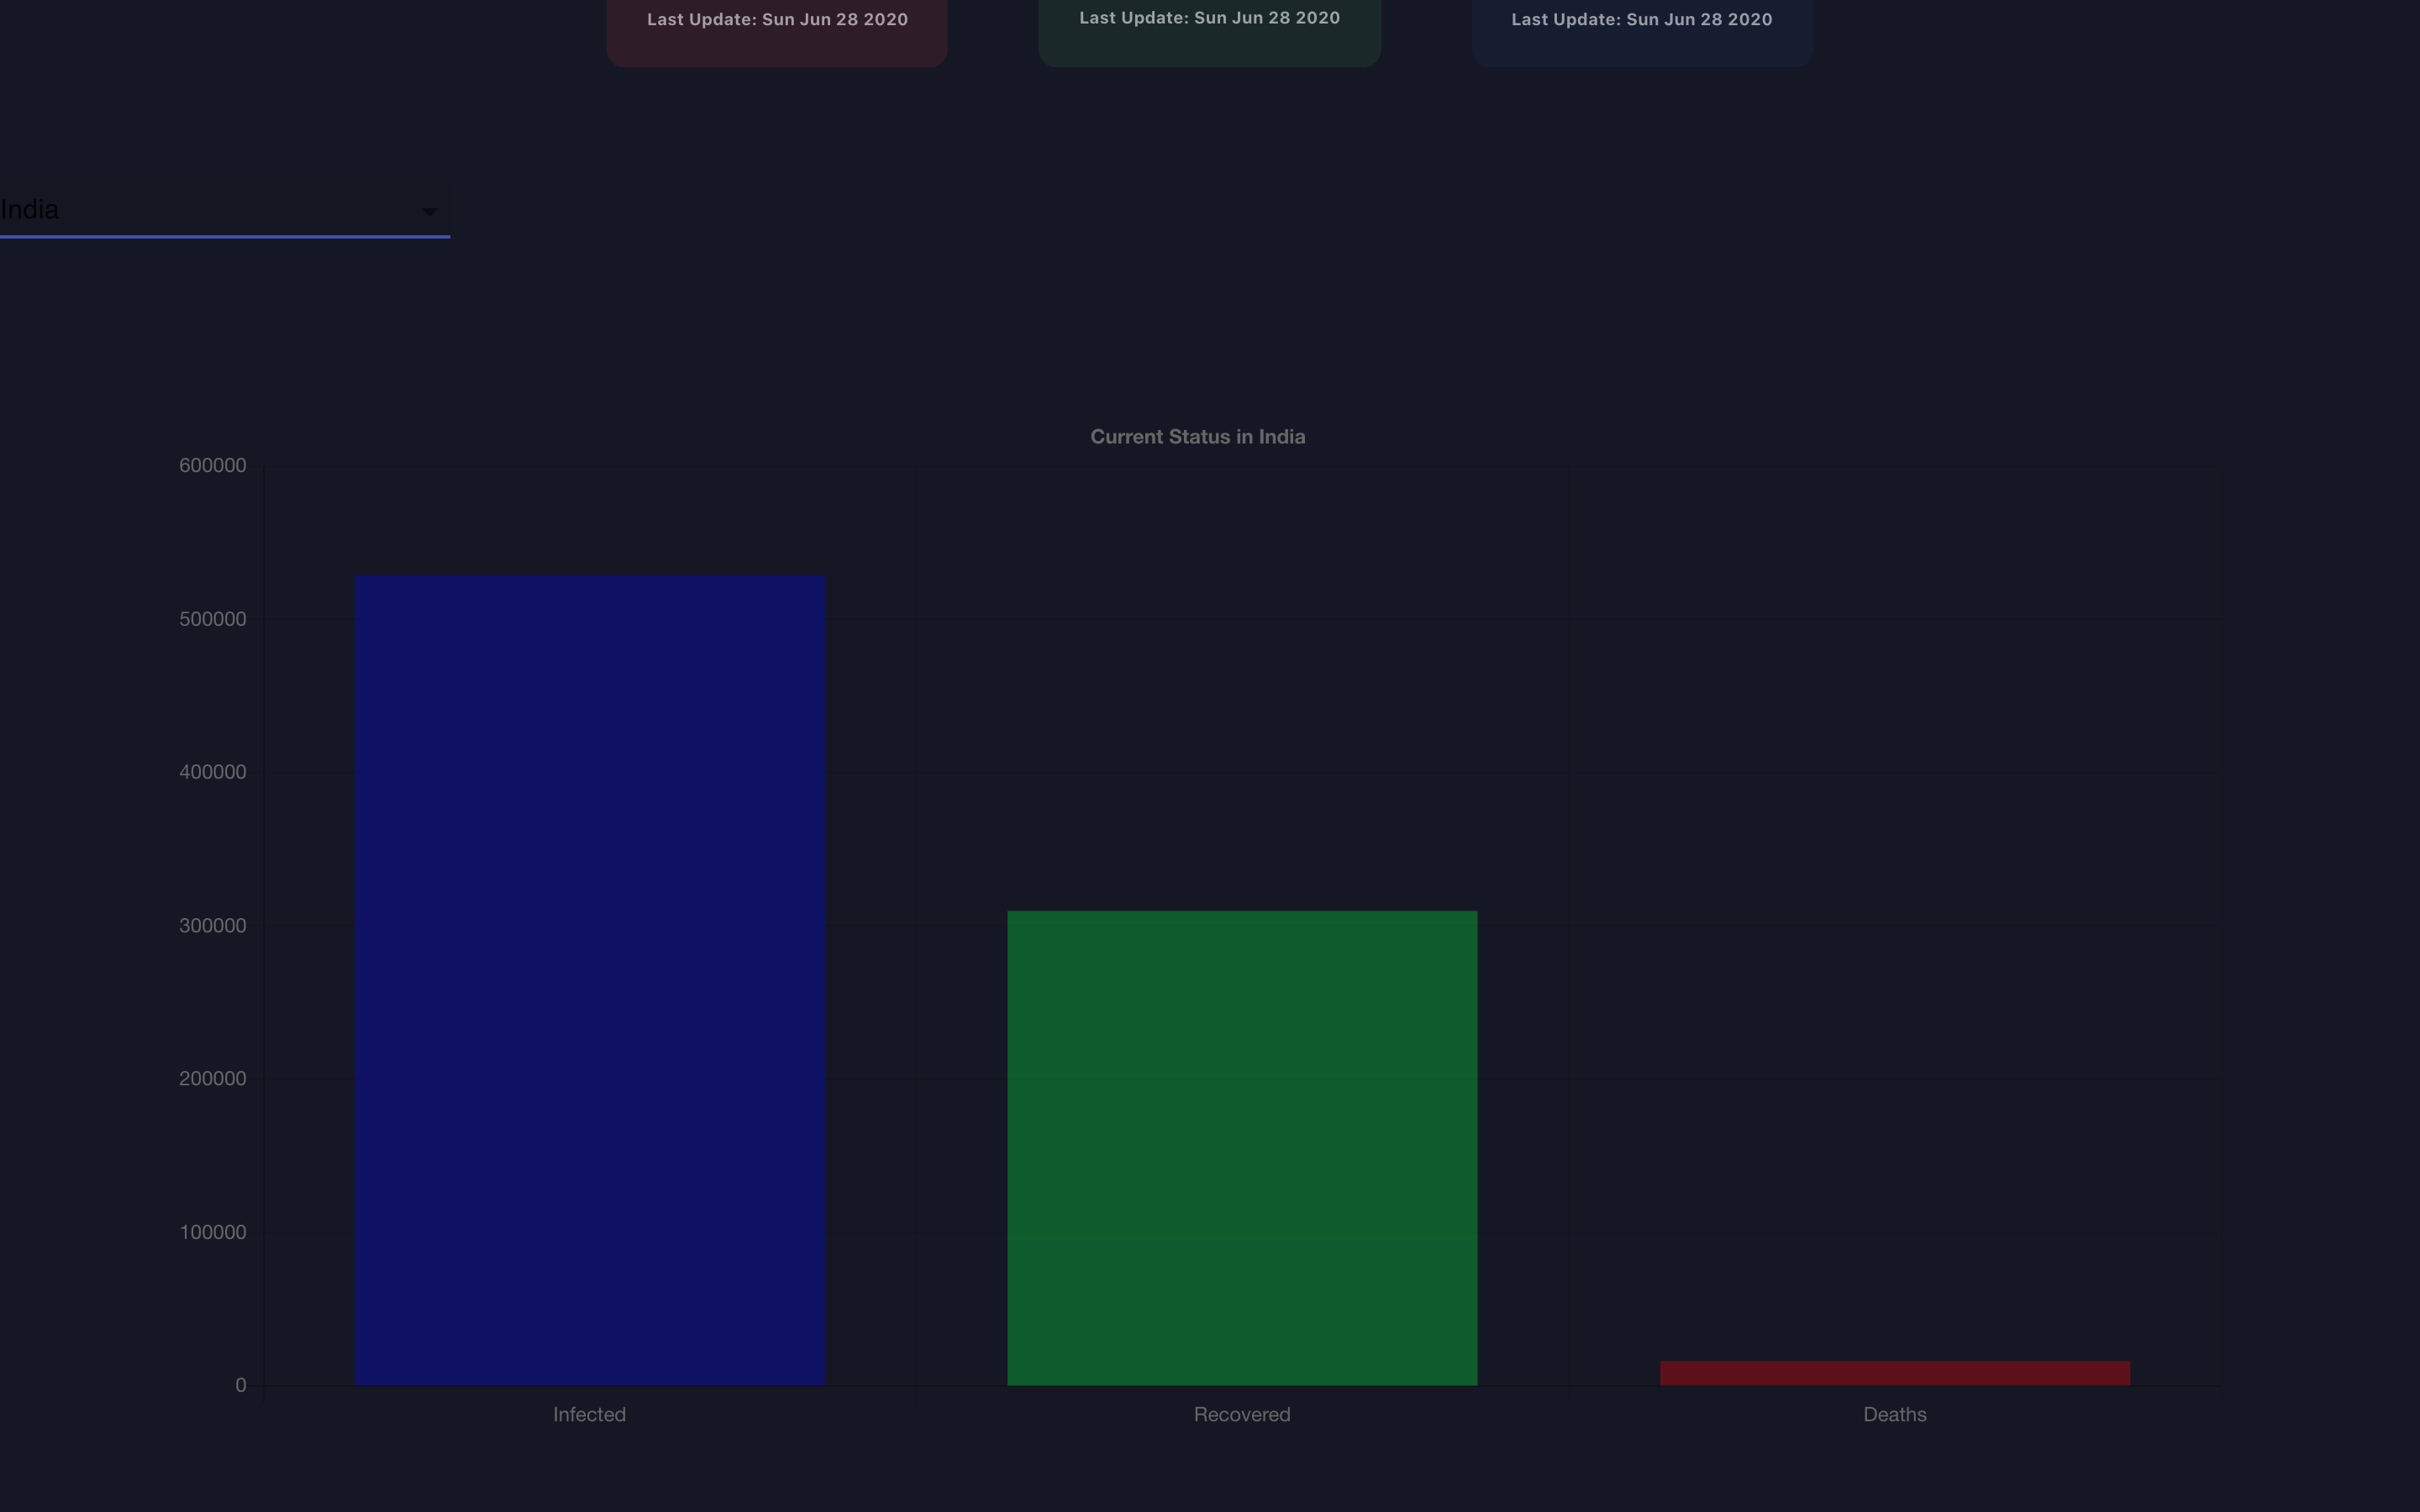 Last Update: Sun Jun 28 2020
Last Update: Sun Jun 28 2020
Last Update: Sun Jun 28 2020
India
Current Status in India
600000
500000
400000
300000
200000
100000
0
Infected
Recovered
Deaths